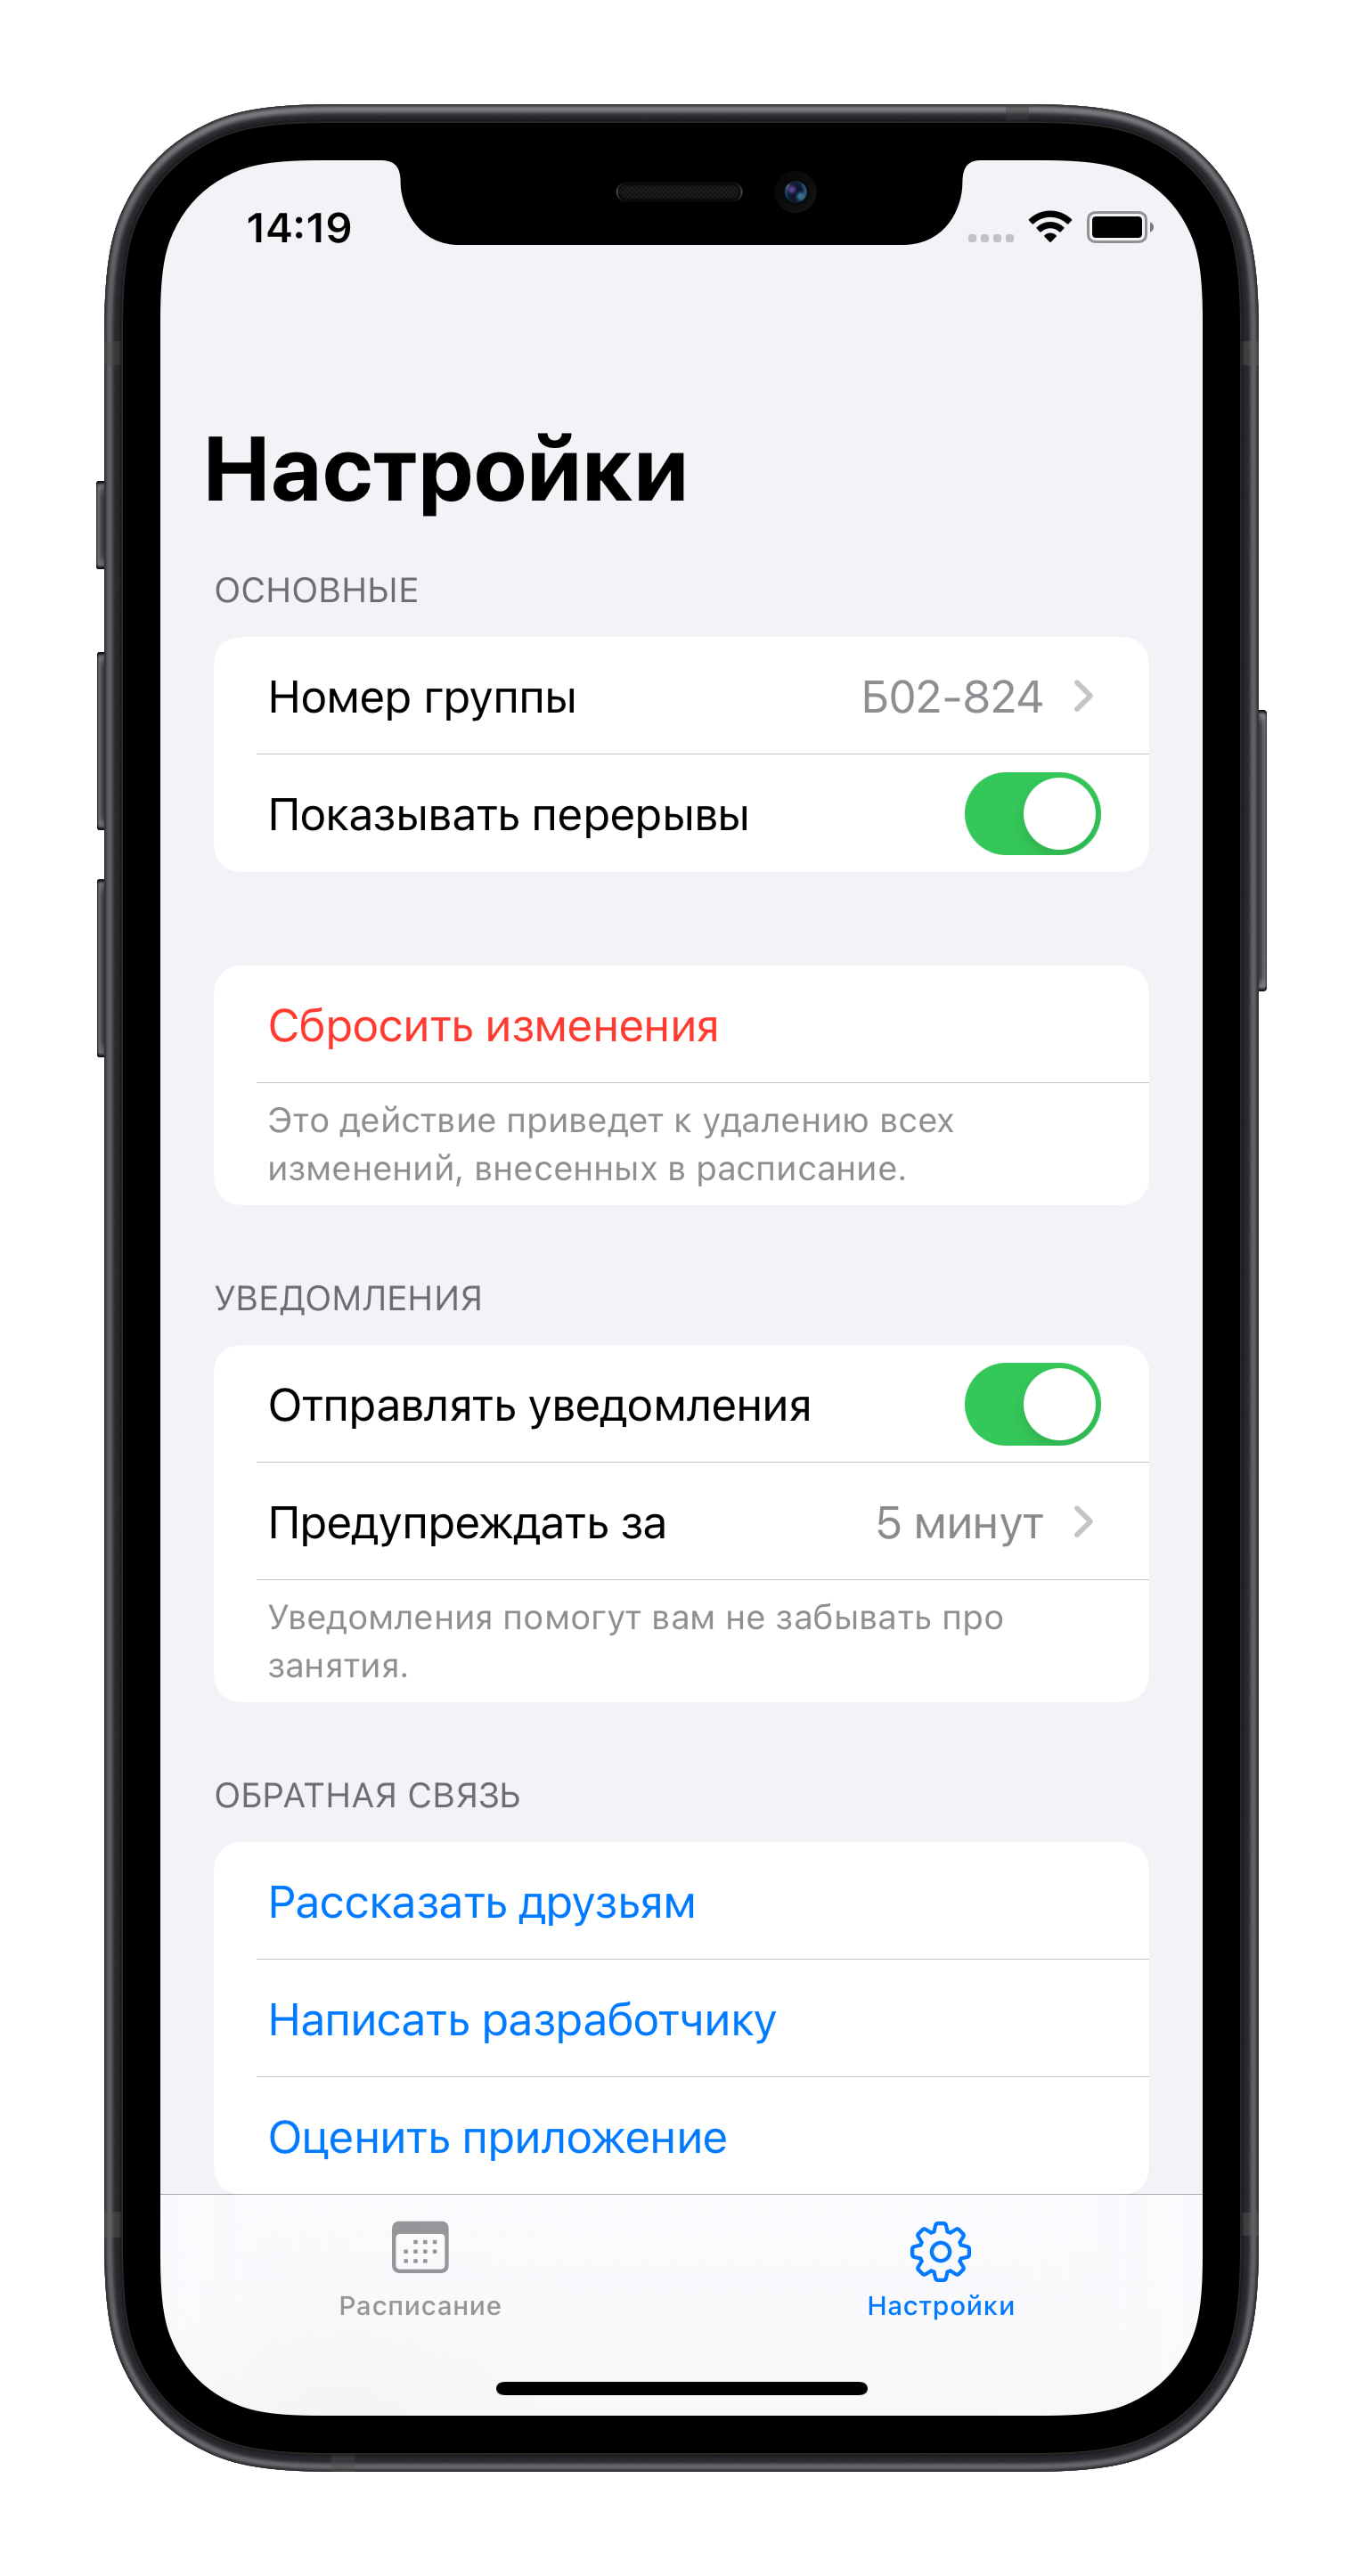 14:19
Настройки
ОСНОВНЫЕ
Номер группы Б02-824
Показывать перерывы
Сбросить изменения
Это действие приведет к удалению всех
изменений, внесенных в расписание.
УВЕДОМЛЕНИЯ
Отправлять уведомления
Предупреждать за 5 минут
Уведомления помогут вам не забывать про
занятия.
ОБРАТНАЯ СВЯЗЬ
Рассказать друзьям
Написать разработчику
Оценить приложение
Расписание Настройки